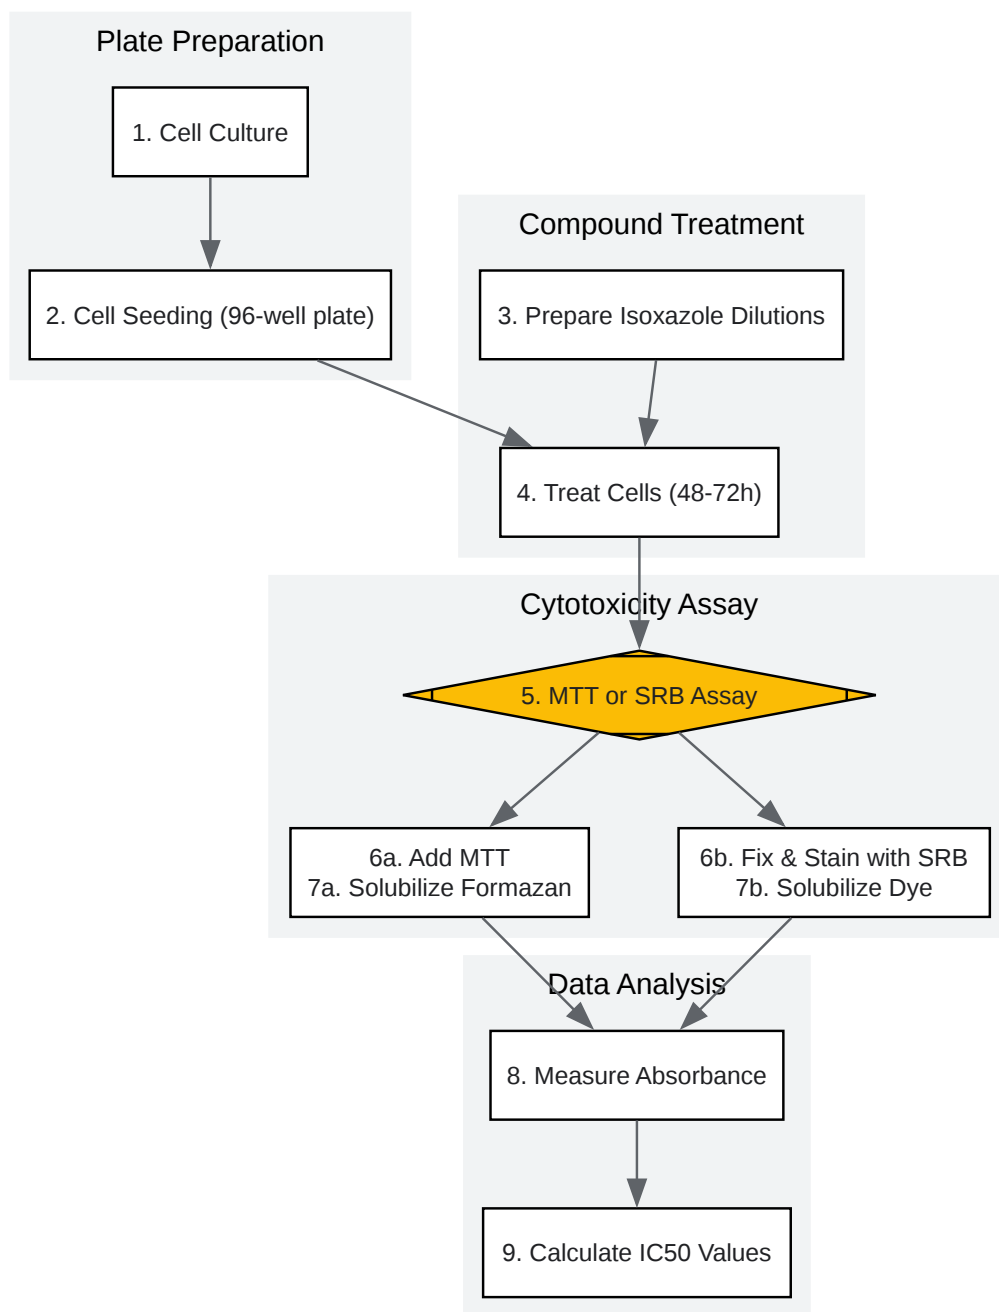 Plate Preparation
1. Cell Culture
2. Cell Seeding (96-well plate)
Compound Treatment
3. Prepare Isoxazole Dilutions
4. Treat Cells (48-72h)
Cytotoxicity Assay
5. MTT or SRB Assay
6a. Add MTT
7a. Solubilize Formazan
6b. Fix & Stain with SRB
7b. Solubilize Dye
Data Analysis
8. Measure Absorbance
9. Calculate IC50 Values